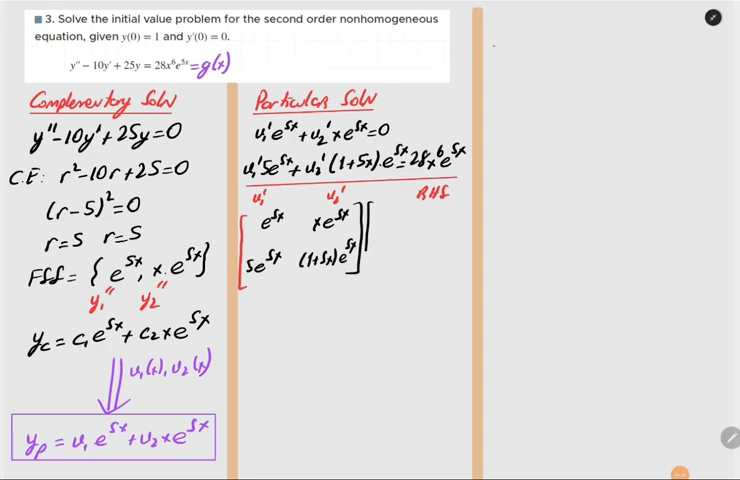 3. Solve the initial value problem for the second order nonhomogeneous
equation, given y(0) = 1 and y'(0) = 0.
y'' − 10y' + 25y = 28x⁶e⁵ˣ = g(x)
Complementary Soln
y'' − 10y' + 25y = 0
C.E: r² − 10r + 25 = 0
(r − 5)² = 0
r = 5 r = 5
FSS = { e⁵ˣ, x.e⁵ˣ }
y₁'' y₂''
y_c = c₁e⁵ˣ + c₂xe⁵ˣ
u₁(x), u₂(x)
y_p = u₁e⁵ˣ + u₂xe⁵ˣ
Particular Soln
u₁'e⁵ˣ + u₂'xe⁵ˣ = 0
u₁'5e⁵ˣ + u₂'(1+5x).e⁵ˣ = 28x⁶e⁵ˣ
u₁' u₂' RHS
e⁵ˣ xe⁵ˣ
5e⁵ˣ (1+5x)e⁵ˣ